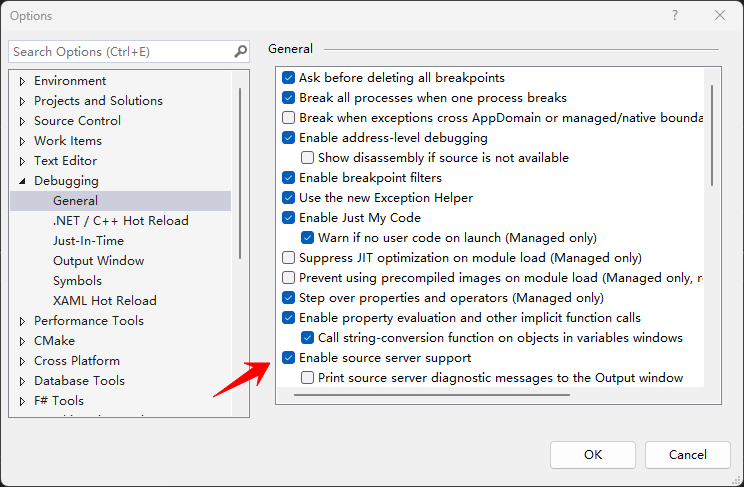 Options
Search Options (Ctrl+E)
Environment
Projects and Solutions
Source Control
Work Items
Text Editor
Debugging
General
.NET / C++ Hot Reload
Just-In-Time
Output Window
Symbols
XAML Hot Reload
Performance Tools
CMake
Cross Platform
Database Tools
F# Tools
General
Ask before deleting all breakpoints
Break all processes when one process breaks
Break when exceptions cross AppDomain or managed/native bounda
Enable address-level debugging
Show disassembly if source is not available
Enable breakpoint filters
Use the new Exception Helper
Enable Just My Code
Warn if no user code on launch (Managed only)
Suppress JIT optimization on module load (Managed only)
Prevent using precompiled images on module load (Managed only, r
Step over properties and operators (Managed only)
Enable property evaluation and other implicit function calls
Call string-conversion function on objects in variables windows
Enable source server support
Print source server diagnostic messages to the Output window
OK
Cancel